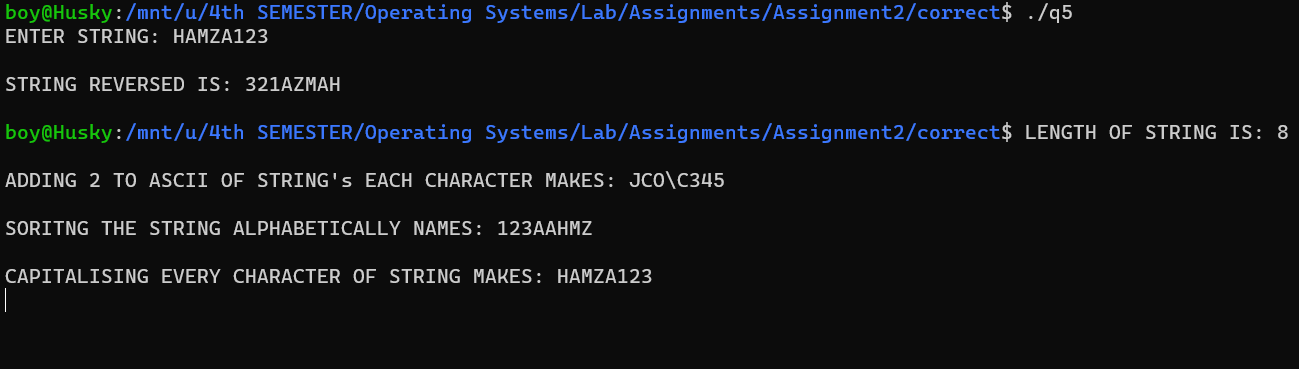 boy@Husky:/mnt/u/4th SEMESTER/Operating Systems/Lab/Assignments/Assignment2/correct$ ./q5
ENTER STRING: HAMZA123
STRING REVERSED IS: 321AZMAH
boy@Husky:/mnt/u/4th SEMESTER/Operating Systems/Lab/Assignments/Assignment2/correct$ LENGTH OF STRING IS: 8
ADDING 2 TO ASCII OF STRING's EACH CHARACTER MAKES: JCO\C345
SORITNG THE STRING ALPHABETICALLY NAMES: 123AAHMZ
CAPITALISING EVERY CHARACTER OF STRING MAKES: HAMZA123